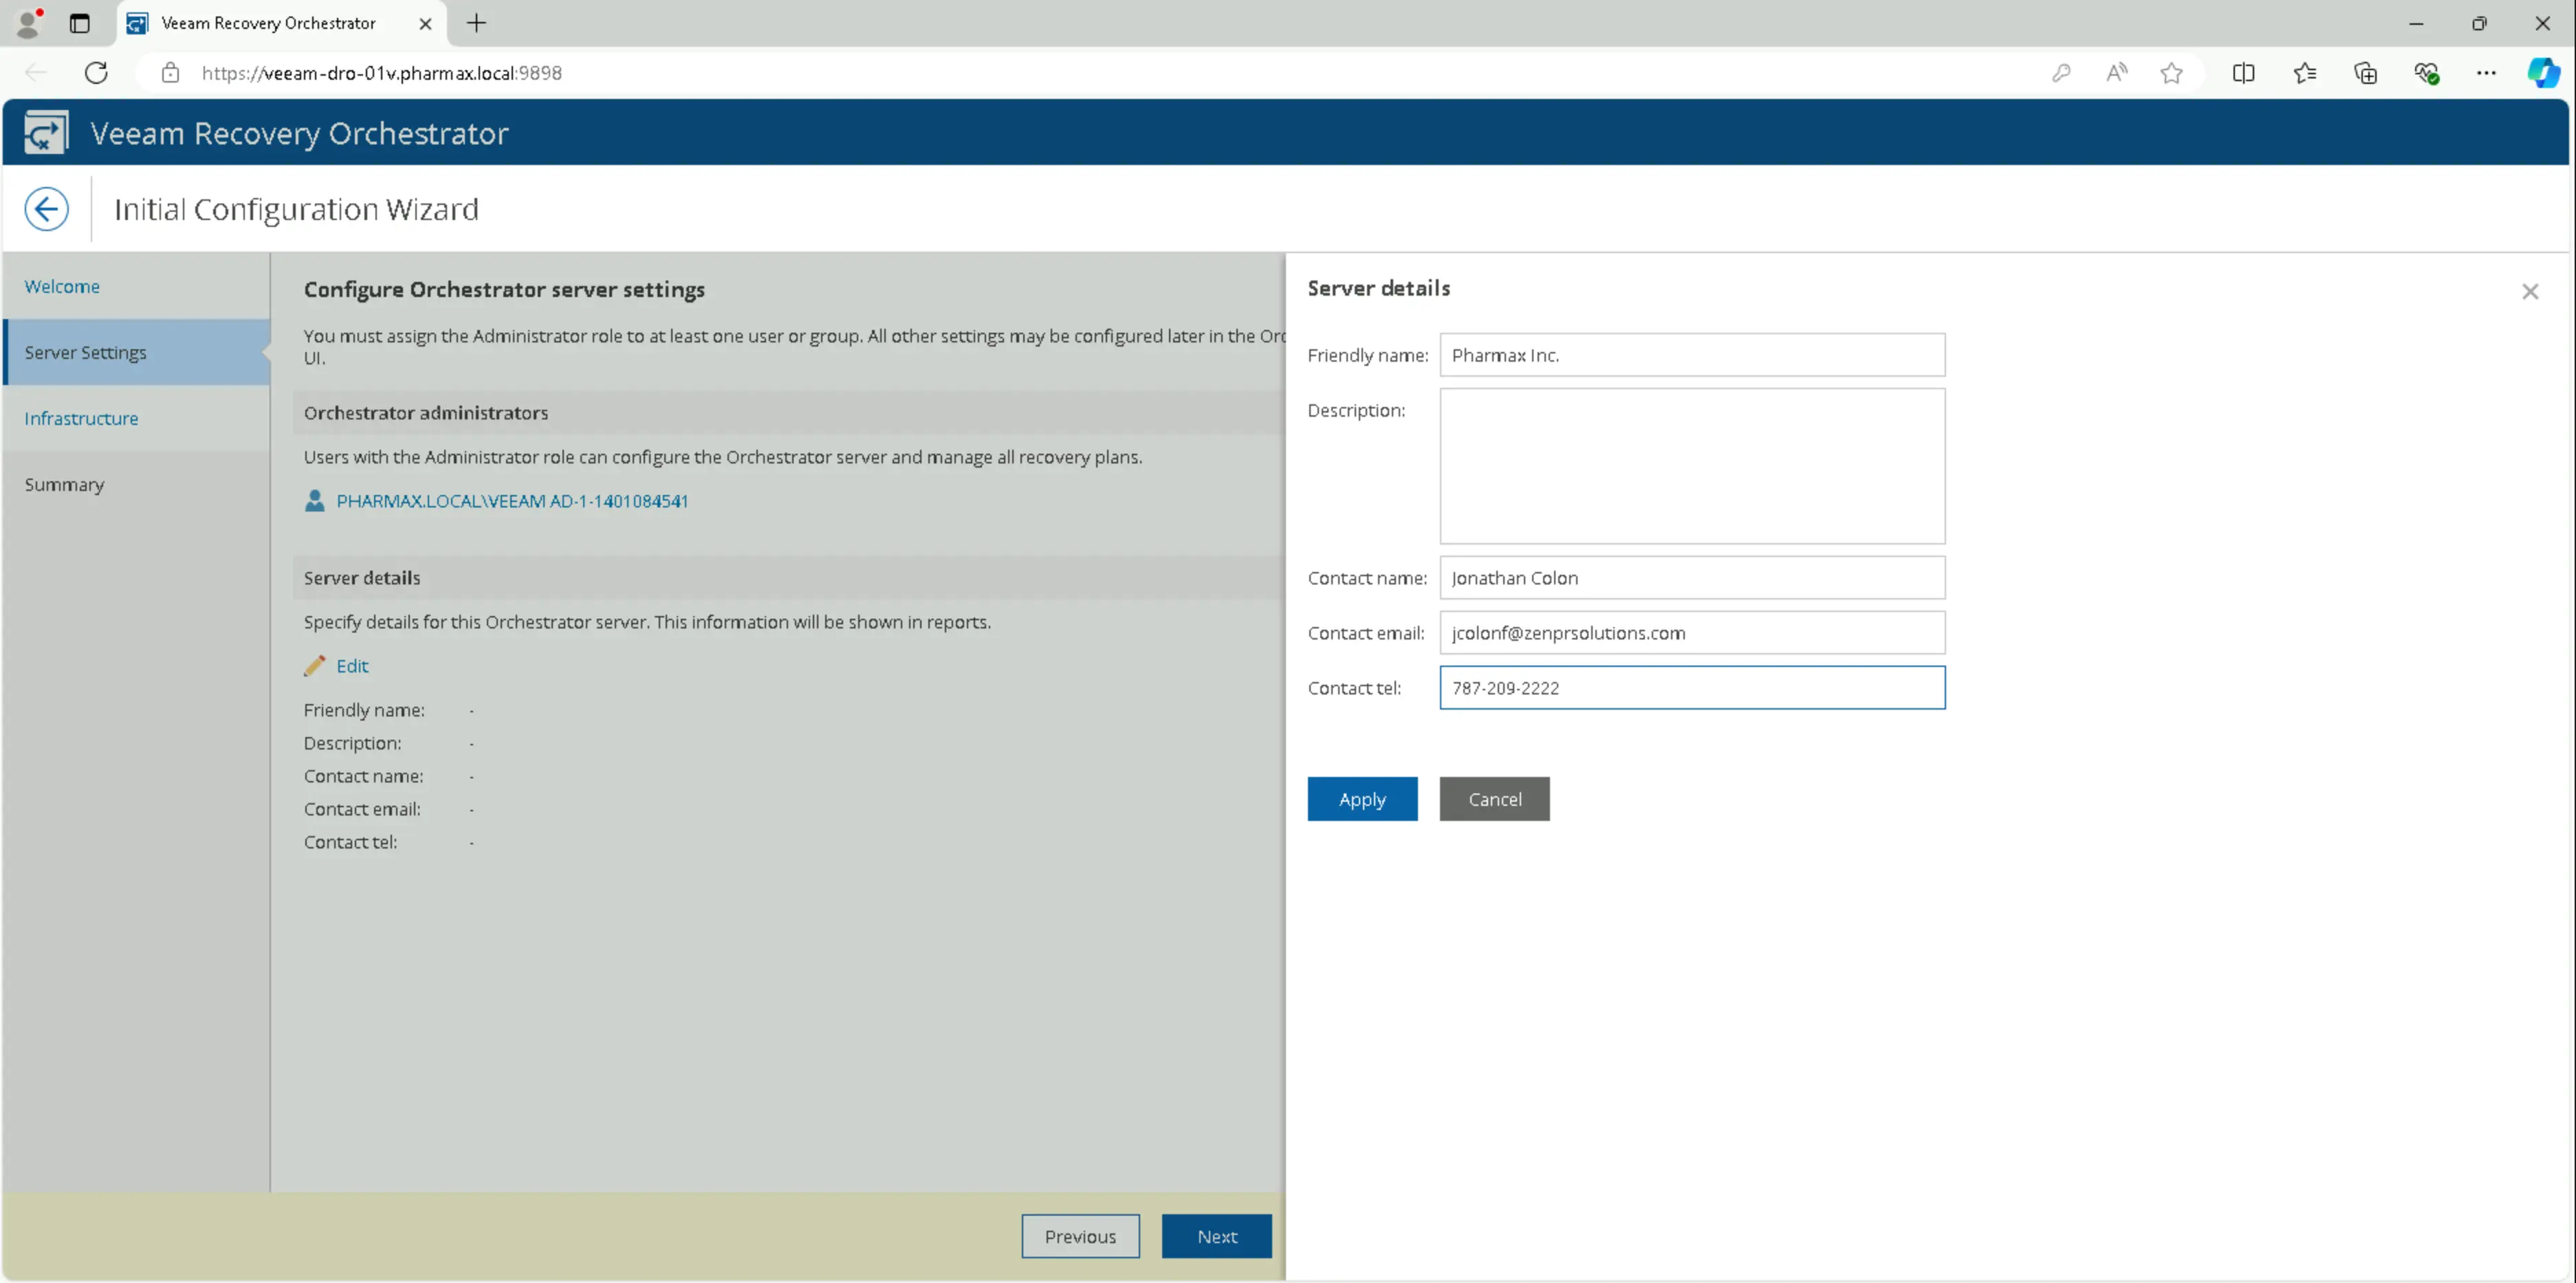 Veeam Recovery Orchestrator
https://veeam-dro-01v.pharmax.local:9898
Veeam Recovery Orchestrator
Initial Configuration Wizard
Welcome
Server Settings
Infrastructure
Summary
Configure Orchestrator server settings
You must assign the Administrator role to at least one user or group. All other settings may be configured later in the Orc
UI.
Orchestrator administrators
Users with the Administrator role can configure the Orchestrator server and manage all recovery plans.
PHARMAX.LOCAL\VEEAM AD-1-1401084541
Server details
Specify details for this Orchestrator server. This information will be shown in reports.
Edit
Friendly name: -
Description: -
Contact name: -
Contact email: -
Contact tel: -
Previous
Next
Server details
Friendly name: Pharmax Inc.
Description:
Contact name: Jonathan Colon
Contact email: jcolonf@zenprsolutions.com
Contact tel: 787-209-2222
Apply
Cancel